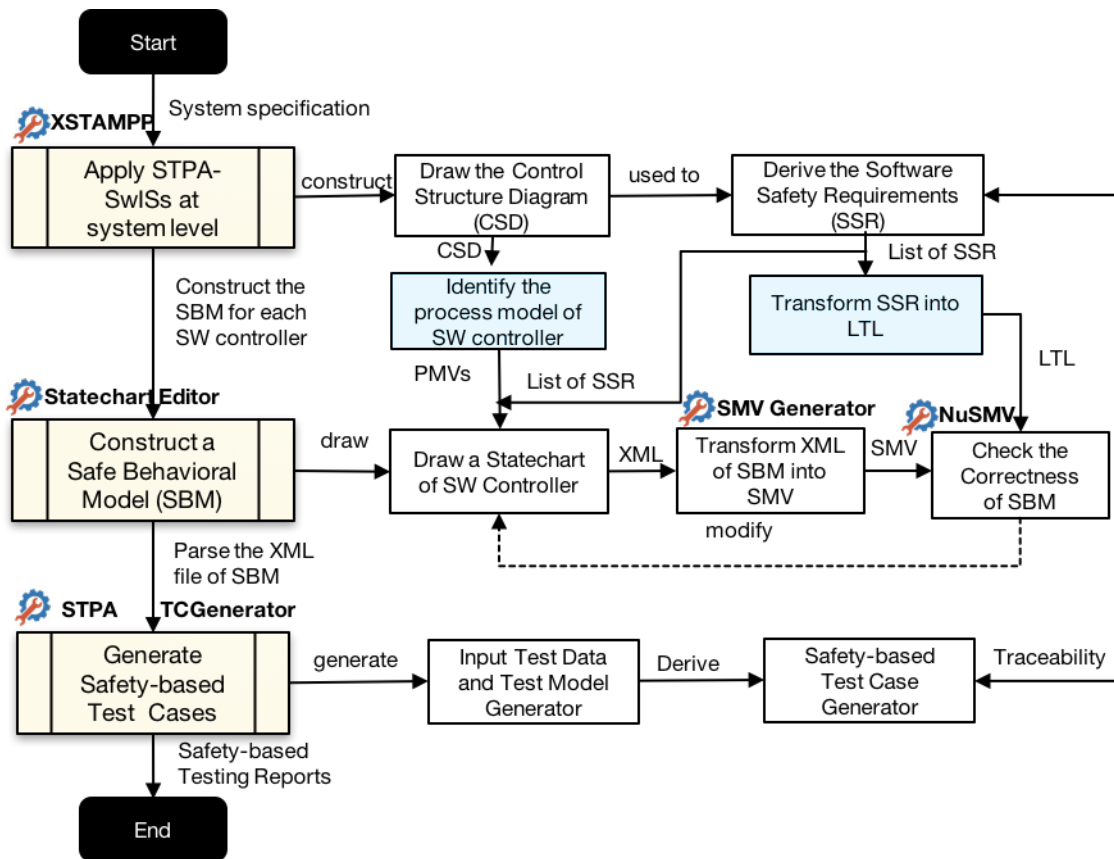 Start
System specification
XSTAMPP
Apply STPA-
SwISs at
system level
construct
Draw the Control
Structure Diagram
(CSD)
used to
Derive the Software
Safety Requirements
(SSR)
CSD
List of SSR
Construct the
SBM for each
SW controller
Identify the
process model of
SW controller
Transform SSR into
LTL
PMVs
List of SSR
LTL
Statechart Editor
SMV Generator
NuSMV
Construct a
Safe Behavioral
Model (SBM)
draw
Draw a Statechart
of SW Controller
XML
Transform XML
of SBM into
SMV
SMV
Check the
Correctness
of SBM
modify
Parse the XML
file of SBM
STPA TCGenerator
Generate
Safety-based
Test Cases
generate
Input Test Data
and Test Model
Generator
Derive
Safety-based
Test Case
Generator
Traceability
Safety-based
Testing Reports
End